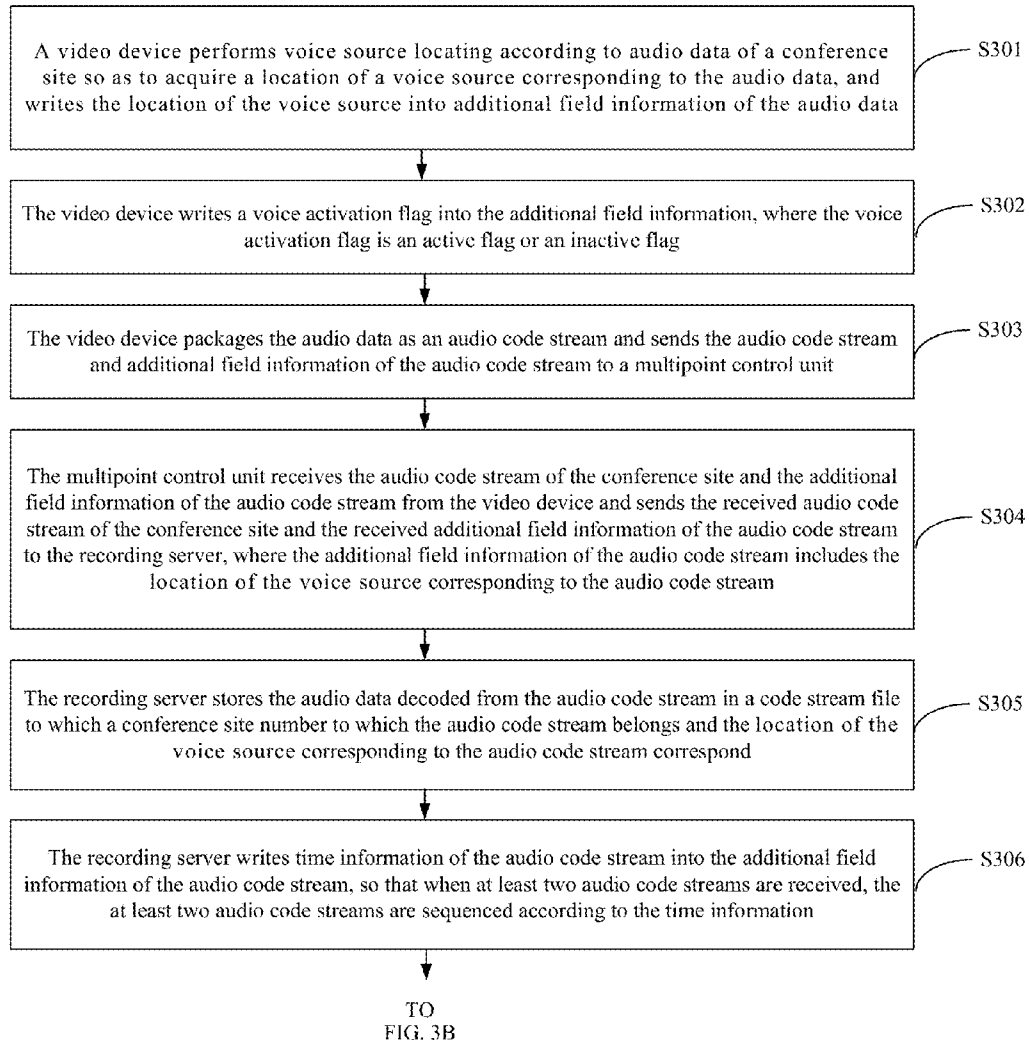 A video device performs voice source locating according to audio data of a conference
site so as to acquire a location of a voice source corresponding to the audio data, and
writes the location of the voice source into additional field information of the audio data
S301
The video device writes a voice activation flag into the additional field information, where the voice
activation flag is an active flag or an inactive flag
S302
The video device packages the audio data as an audio code stream and sends the audio code stream
and additional field information of the audio code stream to a multipoint control unit
S303
The multipoint control unit receives the audio code stream of the conference site and the additional
field information of the audio code stream from the video device and sends the received audio code
stream of the conference site and the received additional field information of the audio code stream
to the recording server, where the additional field information of the audio code stream includes the
location of the voice source corresponding to the audio code stream
S304
The recording server stores the audio data decoded from the audio code stream in a code stream file
to which a conference site number to which the audio code stream belongs and the location of the
voice source corresponding to the audio code stream correspond
S305
The recording server writes time information of the audio code stream into the additional field
information of the audio code stream, so that when at least two audio code streams are received, the
at least two audio code streams are sequenced according to the time information
S306
TO
FIG. 3B